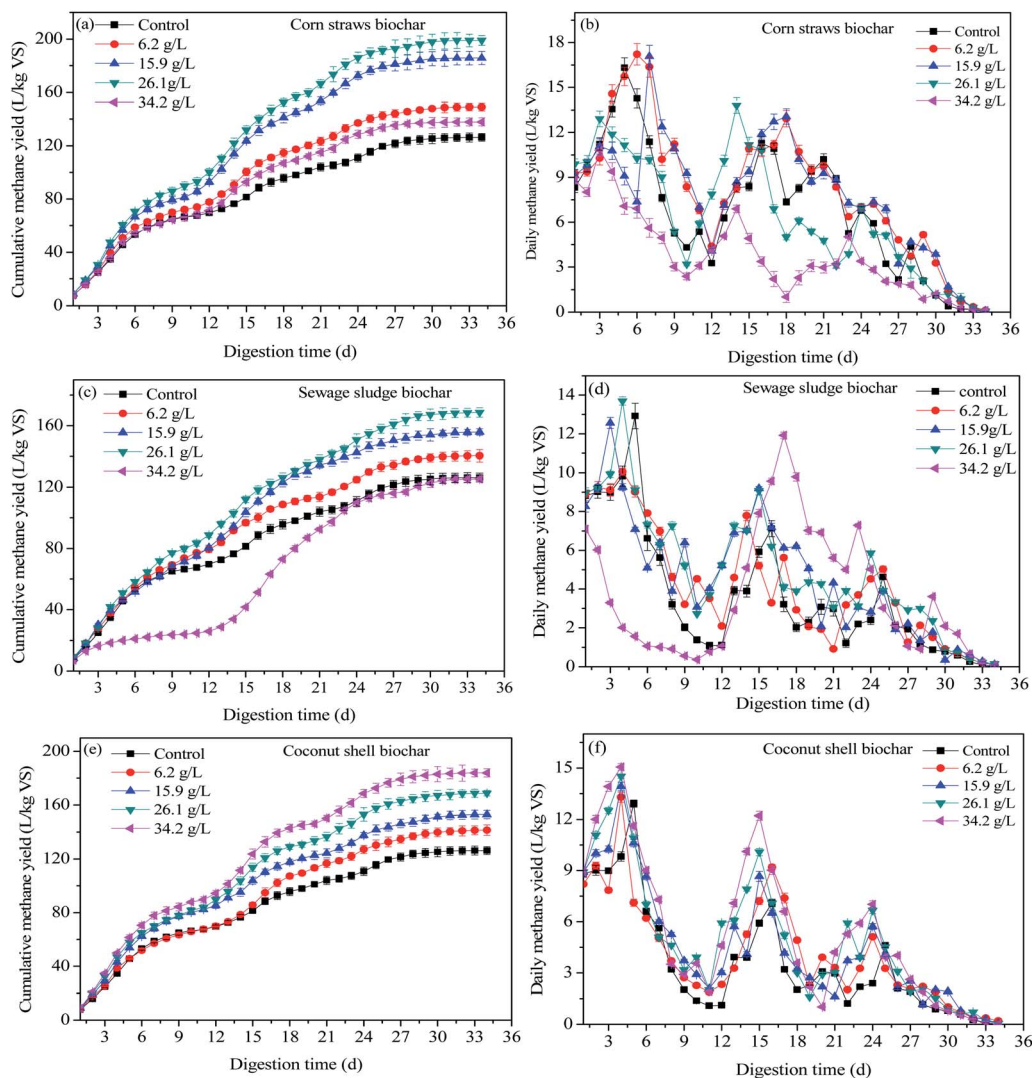 (a) Corn straws biochar
Control
6.2 g/L
15.9 g/L
26.1g/L
34.2 g/L
Cumulative methane yield (L/kg VS)
200
160
120
80
40
0
3 6 9 12 15 18 21 24 27 30 33 36
Digestion time (d)
(b) Corn straws biochar
Control
6.2 g/L
15.9 g/L
26.1 g/L
34.2 g/L
Daily methane yield (L/kg VS)
18
15
12
9
6
3
0
3 6 9 12 15 18 21 24 27 30 33 36
Digestion time (d)
(c) Sewage sludge biochar
Control
6.2 g/L
15.9 g/L
26.1 g/L
34.2 g/L
Cumulative methane yield (L/kg VS)
160
120
80
40
0
3 6 9 12 15 18 21 24 27 30 33 36
Digestion time (d)
(d) Sewage sludge biochar
control
6.2 g/L
15.9g/L
26.1 g/L
34.2 g/L
Daily methane yield (L/kg VS)
14
12
10
8
6
4
2
0
3 6 9 12 15 18 21 24 27 30 33 36
Digestion time (d)
(e) Coconut shell biochar
Control
6.2 g/L
15.9 g/L
26.1 g/L
34.2 g/L
Cumulative methane yield (L/kg VS)
200
160
120
80
40
0
3 6 9 12 15 18 21 24 27 30 33 36
Digestion time (d)
(f) Coconut shell biochar
Control
6.2 g/L
15.9 g/L
26.1 g/L
34.2 g/L
Daily methane yield (L/kg VS)
15
12
9
6
3
0
3 6 9 12 15 18 21 24 27 30 33 36
Digestion time (d)